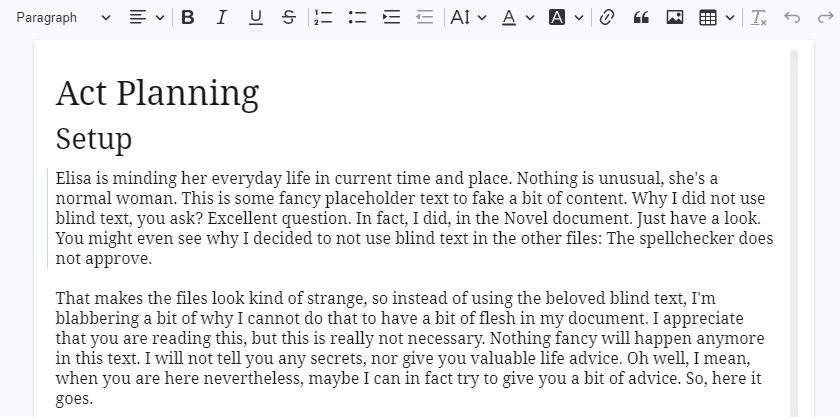 Paragraph
Act Planning
Setup
Elisa is minding her everyday life in current time and place. Nothing is unusual, she's a
normal woman. This is some fancy placeholder text to fake a bit of content. Why I did not use
blind text, you ask? Excellent question. In fact, I did, in the Novel document. Just have a look.
You might even see why I decided to not use blind text in the other files: The spellchecker does
not approve.
That makes the files look kind of strange, so instead of using the beloved blind text, I'm
blabbering a bit of why I cannot do that to have a bit of flesh in my document. I appreciate
that you are reading this, but this is really not necessary. Nothing fancy will happen anymore
in this text. I will not tell you any secrets, nor give you valuable life advice. Oh well, I mean,
when you are here nevertheless, maybe I can in fact try to give you a bit of advice. So, here it
goes.